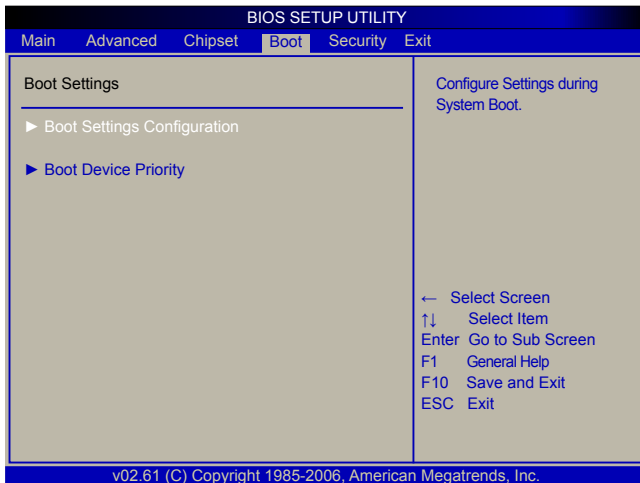 BIOS SETUP UTILITY
Main Advanced Chipset Boot Security Exit
Boot Settings
► Boot Settings Configuration
► Boot Device Priority
Configure Settings during
System Boot.
← Select Screen
↑↓ Select Item
Enter Go to Sub Screen
F1 General Help
F10 Save and Exit
ESC Exit
v02.61 (C) Copyright 1985-2006, American Megatrends, Inc.